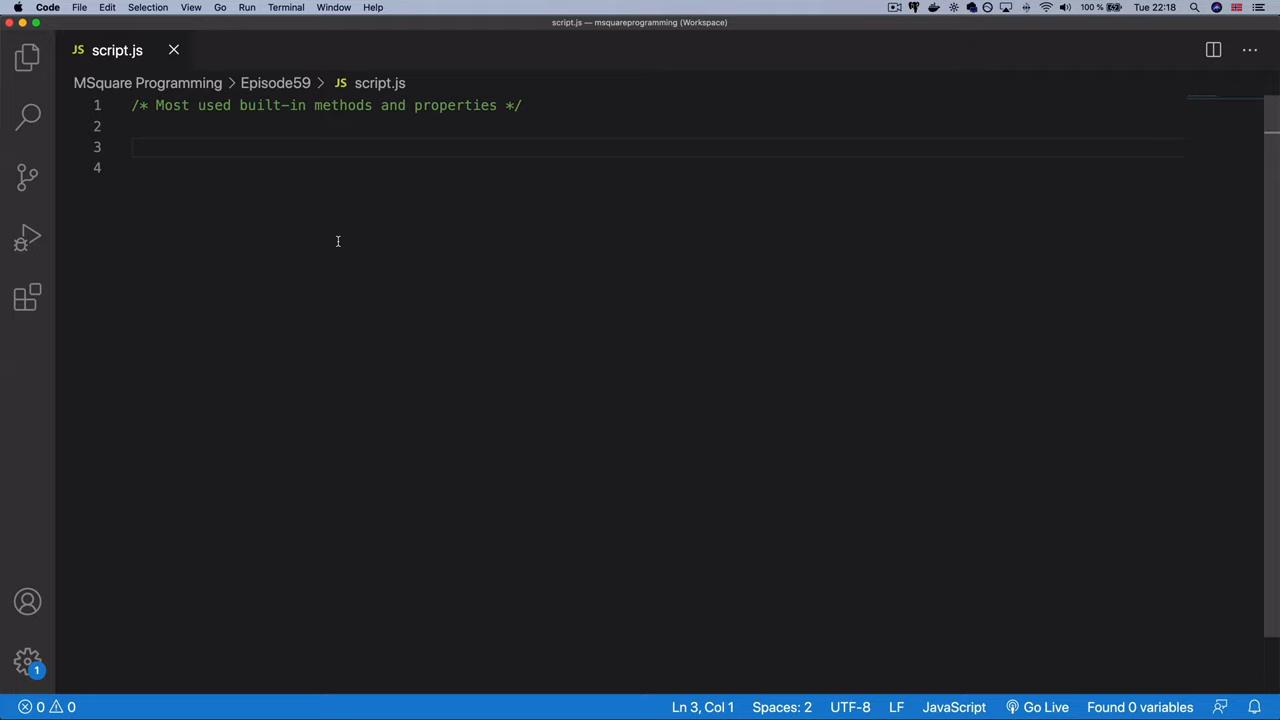 Code File Edit Selection View Go Run Terminal Window Help 100 % Tue 22:18
script.js — msquareprogramming (Workspace)
JS script.js
MSquare Programming > Episode59 > JS script.js
1 /* Most used built-in methods and properties */
2
3
4
1
0 0 Ln 3, Col 1 Spaces: 2 UTF-8 LF JavaScript Go Live Found 0 variables